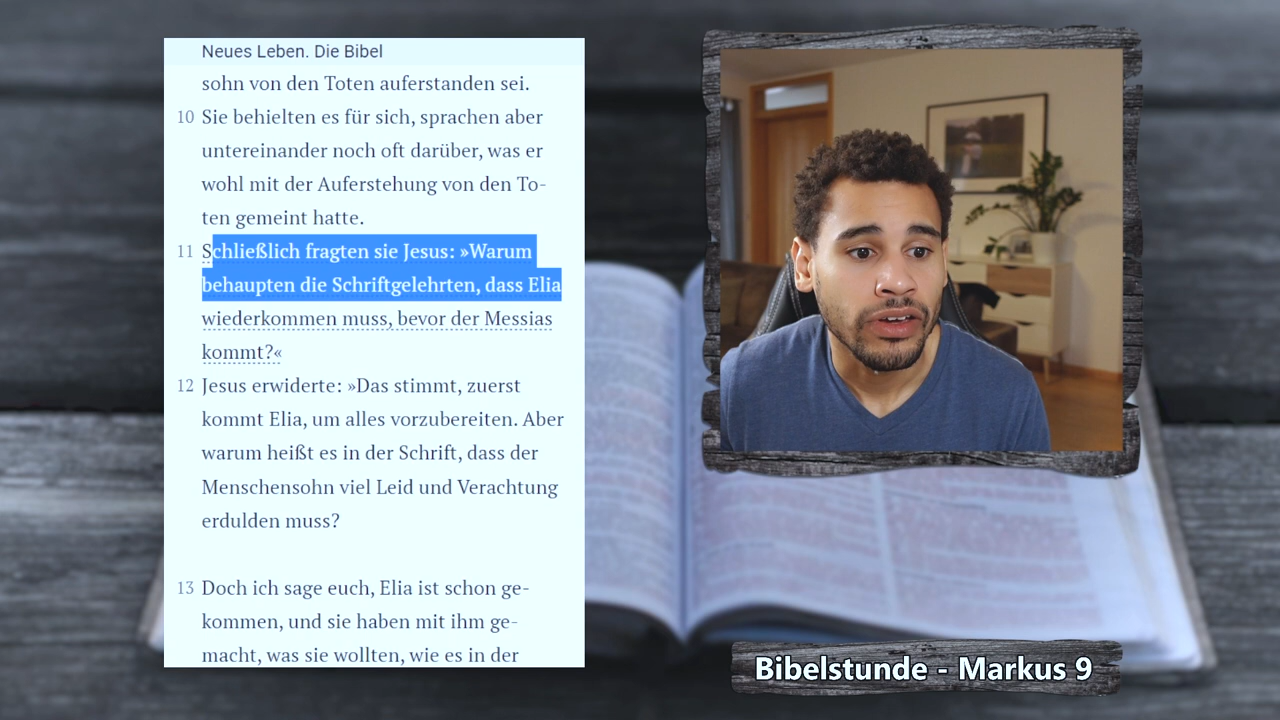 Neues Leben. Die Bibel
sohn von den Toten auferstanden sei.
10 Sie behielten es für sich, sprachen aber
untereinander noch oft darüber, was er
wohl mit der Auferstehung von den To-
ten gemeint hatte.
11 Schließlich fragten sie Jesus: »Warum
behaupten die Schriftgelehrten, dass Elia
wiederkommen muss, bevor der Messias
kommt?«
12 Jesus erwiderte: »Das stimmt, zuerst
kommt Elia, um alles vorzubereiten. Aber
warum heißt es in der Schrift, dass der
Menschensohn viel Leid und Verachtung
erdulden muss?
13 Doch ich sage euch, Elia ist schon ge-
kommen, und sie haben mit ihm ge-
macht, was sie wollten, wie es in der
Bibelstunde - Markus 9